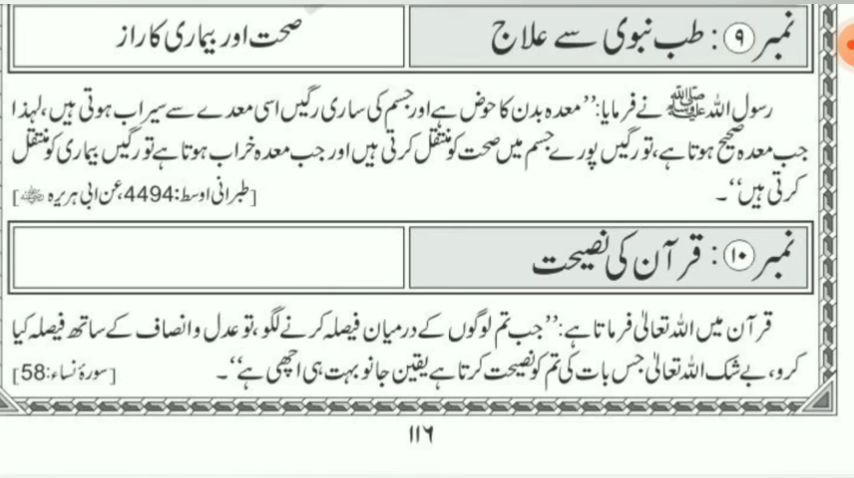 نمبر ⑨: طب نبوی سے علاج
صحت اور بیماری کا راز
رسول اللہ ﷺ نے فرمایا: ’’معدہ بدن کا حوض ہے اور جسم کی ساری رگیں اسی معدے سے سیراب ہوتی ہیں، لہذا
جب معدہ صحیح ہوتا ہے، تو رگیں پورے جسم میں صحت کو منتقل کرتی ہیں اور جب معدہ خراب ہوتا ہے تو رگیں بیماری کو منتقل
کرتی ہیں‘‘۔ [طبرانی اوسط: 4494، عن ابی ہریرہ ؓ]
نمبر ⑩: قرآن کی نصیحت
قرآن میں اللہ تعالیٰ فرماتا ہے: ’’جب تم لوگوں کے درمیان فیصلہ کرنے لگو، تو عدل و انصاف کے ساتھ فیصلہ کیا
کرو، بے شک اللہ تعالیٰ جس بات کی تم کو نصیحت کرتا ہے یقین جانو بہت ہی اچھی ہے‘‘۔ [سورۂ نساء: 58]
۱۱۶